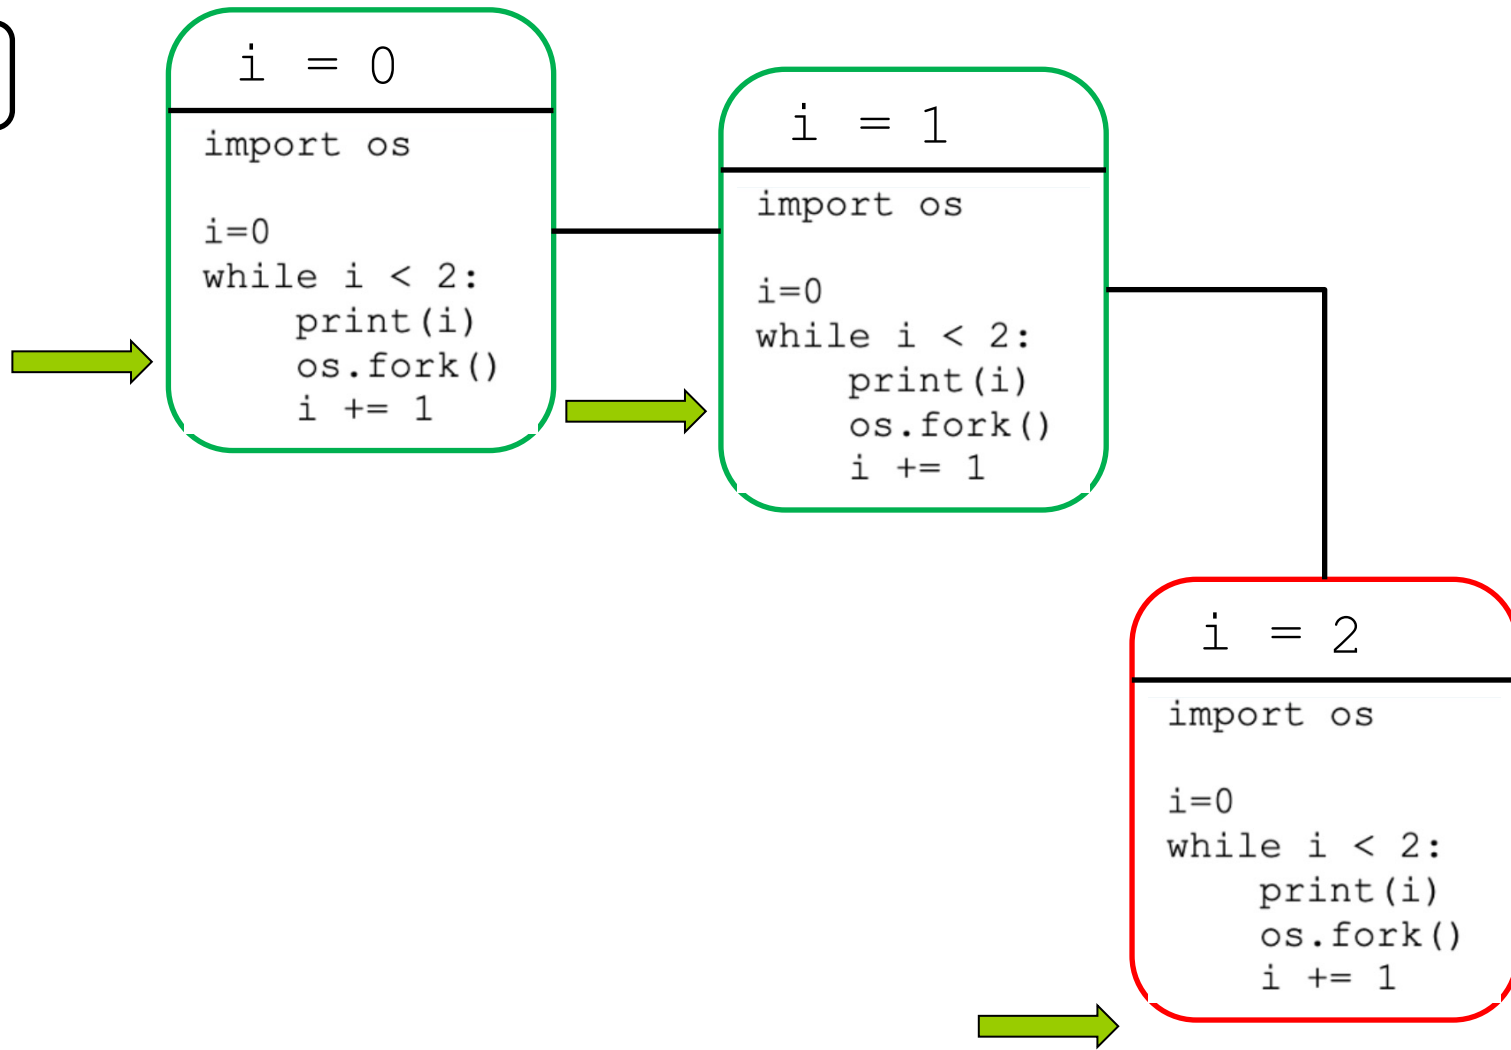 i = 0
import os
i=0
while i < 2:
print(i)
os.fork()
i += 1
i = 1
import os
i=0
while i < 2:
print(i)
os.fork()
i += 1
i = 2
import os
i=0
while i < 2:
print(i)
os.fork()
i += 1